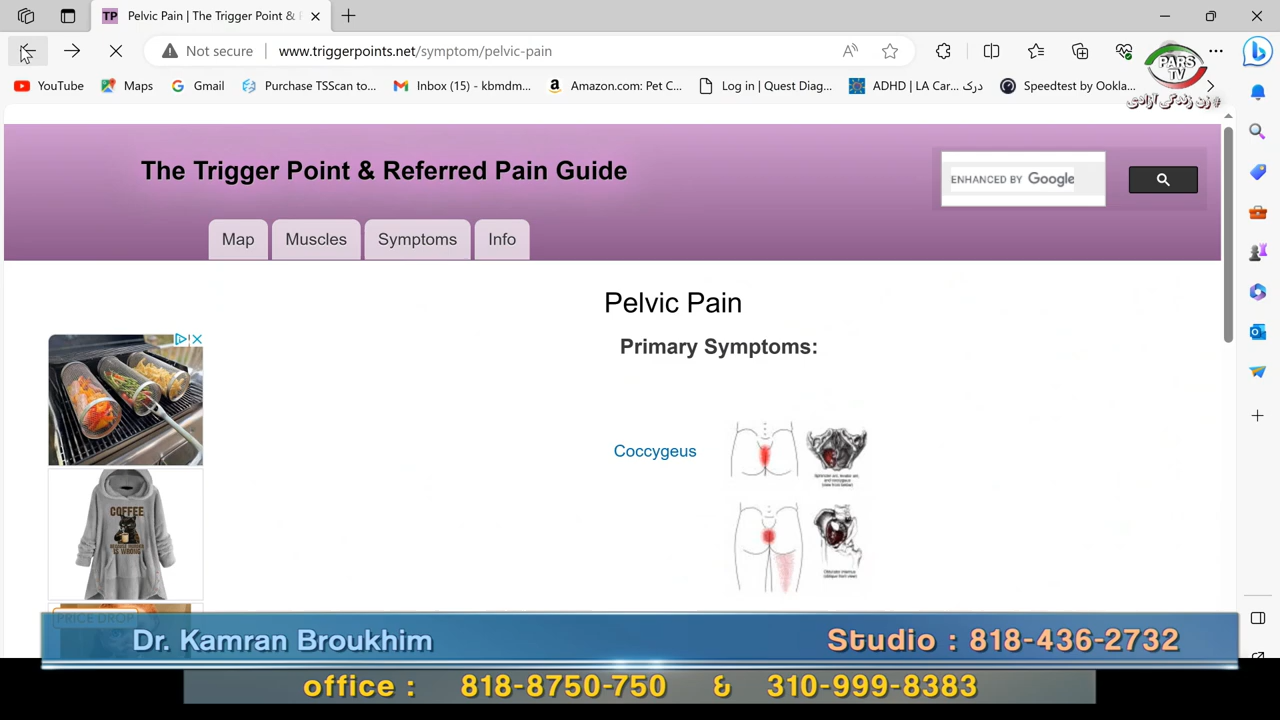 TP Pelvic Pain | The Trigger Point &
Not secure www.triggerpoints.net/symptom/pelvic-pain
YouTube Maps Gmail Purchase TSScan to... Inbox (15) - kbmdm... Amazon.com: Pet C... Log in | Quest Diag... ADHD | LA Car... Speedtest by Ookla...
PARS
TV
# زن زندگی آزادی
The Trigger Point & Referred Pain Guide
ENHANCED BY Google
Map Muscles Symptoms Info
Pelvic Pain
Primary Symptoms:
Coccygeus
COFFEE
PRICE DROP
Dr. Kamran Broukhim Studio : 818-436-2732
office : 818-8750-750 & 310-999-8383